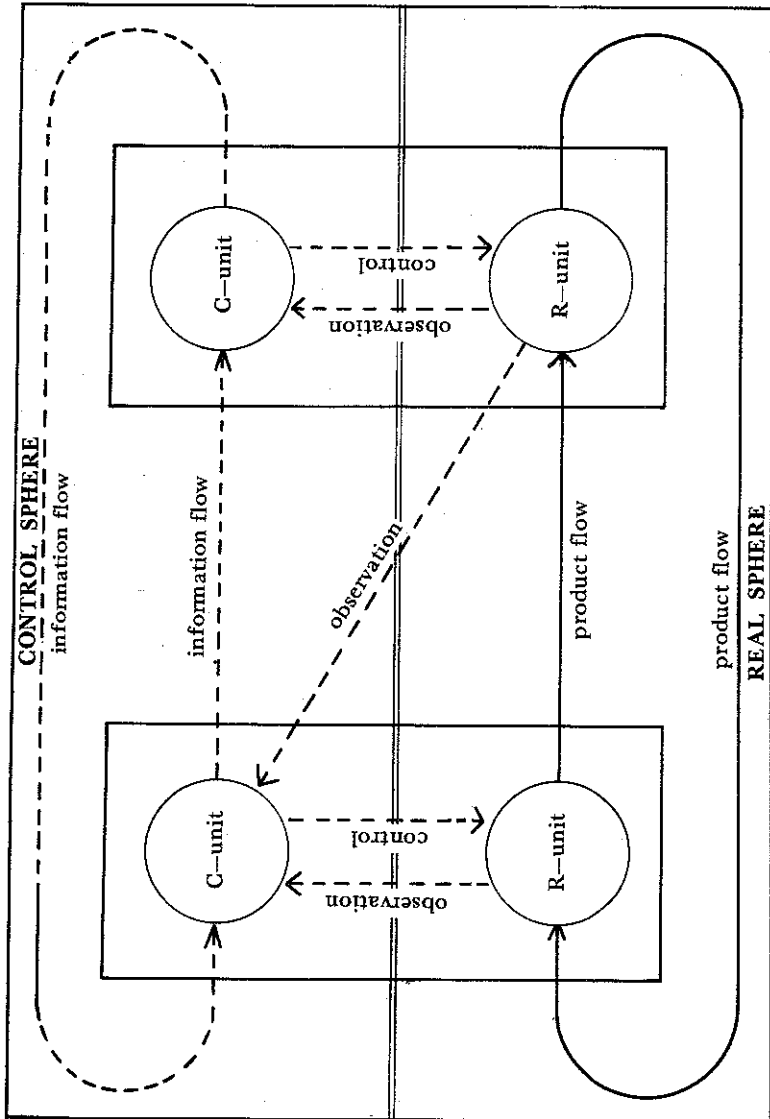 CONTROL SPHERE
information flow
information flow
C—unit
C—unit
control
observation
control
observation
observation
R—unit
R—unit
product flow
product flow
REAL SPHERE